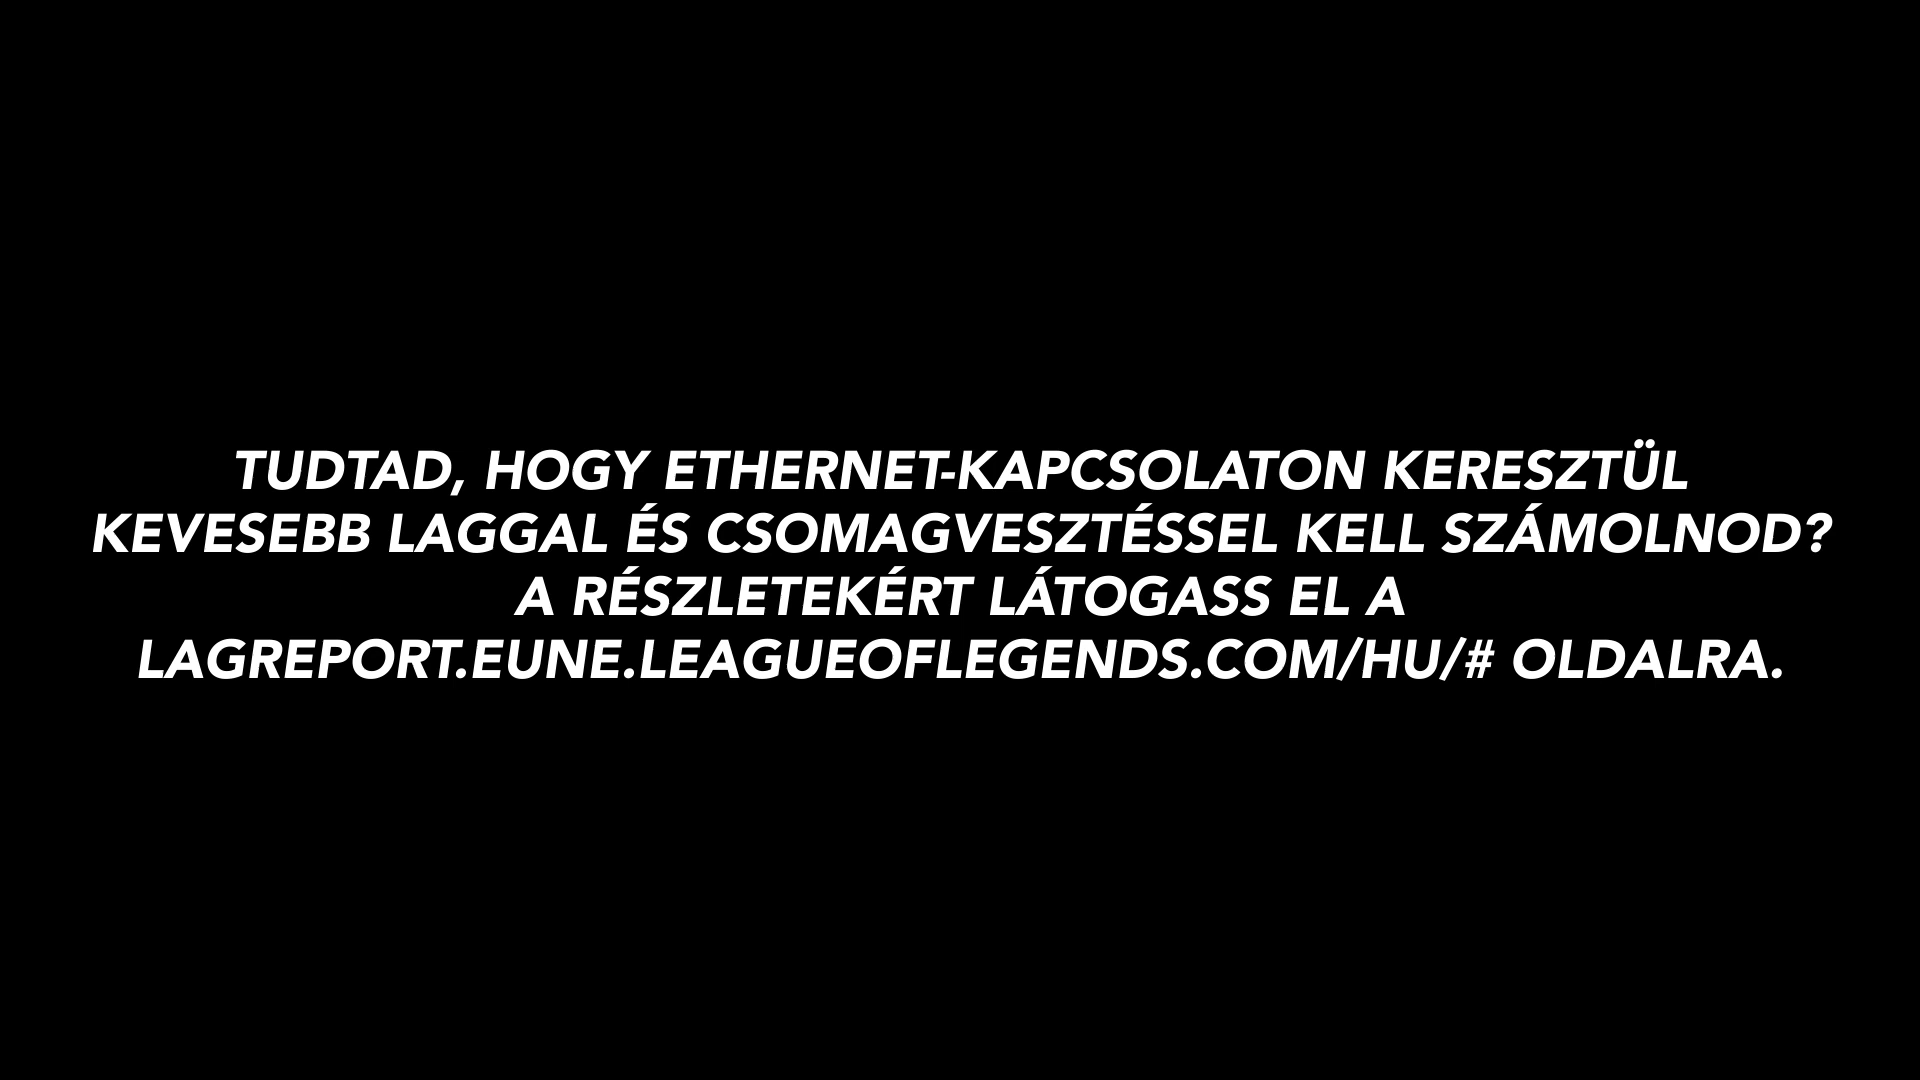 TUDTAD, HOGY ETHERNET-KAPCSOLATON KERESZTÜL
KEVESEBB LAGGAL ÉS CSOMAGVESZTÉSSEL KELL SZÁMOLNOD?
A RÉSZLETEKÉRT LÁTOGASS EL A
LAGREPORT.EUNE.LEAGUEOFLEGENDS.COM/HU/# OLDALRA.